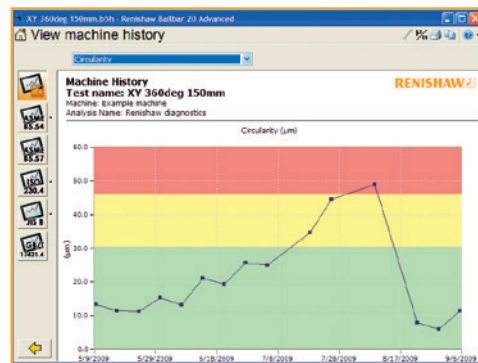 XY 360deg 150mm.b5h - Renishaw Ballbar 20 Advanced
View machine history
Circularity
Machine History
RENISHAW
Test name: XY 360deg 150mm
Machine: Example machine
Analysis Name: Renishaw diagnostics
Circularity (µm)
60.0
50.0
40.0
30.0
20.0
10.0
0.0
(µm)
5/9/2009
5/29/2009
6/18/2009
7/8/2009
7/28/2009
8/17/2009
9/6/2009
ASME
B5.54
ASME
B5.57
ISO
230.4
JIS B
GB/T
17421.4